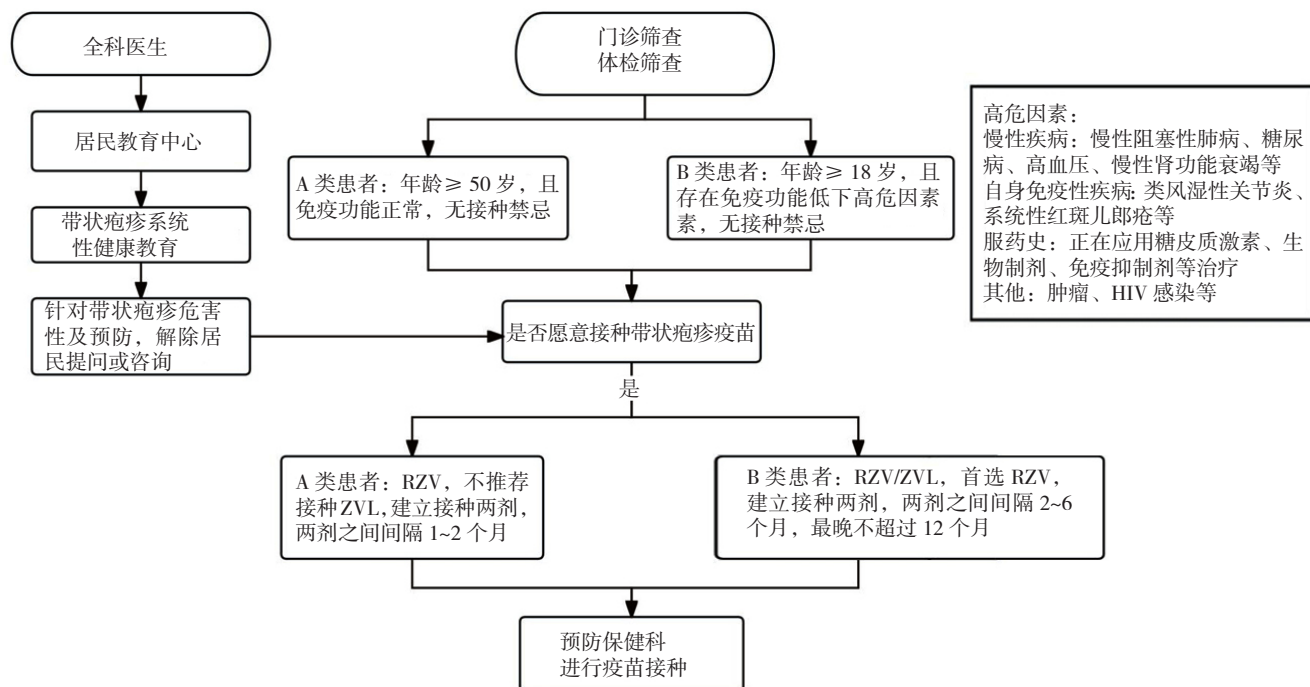 全科医生
居民教育中心
带状疱疹系统
性健康教育
针对带状疱疹危害
性及预防，解除居
民提问或咨询
门诊筛查
体检筛查
A 类患者：年龄≥ 50 岁，且
免疫功能正常，无接种禁忌
B 类患者：年龄≥ 18 岁，且
存在免疫功能低下高危因素
素，无接种禁忌
是否愿意接种带状疱疹疫苗
是
A 类患者：RZV，不推荐
接种 ZVL，建立接种两剂，
两剂之间间隔 1~2 个月
B 类患者：RZV/ZVL，首选 RZV，
建立接种两剂，两剂之间间隔 2~6
个月，最晚不超过 12 个月
预防保健科
进行疫苗接种
高危因素：
慢性疾病：慢性阻塞性肺病、糖尿
病、高血压、慢性肾功能衰竭等
自身免疫性疾病：类风湿性关节炎、
系统性红斑儿郎疮等
服药史：正在应用糖皮质激素、生
物制剂、免疫抑制剂等治疗
其他：肿瘤、HIV 感染等